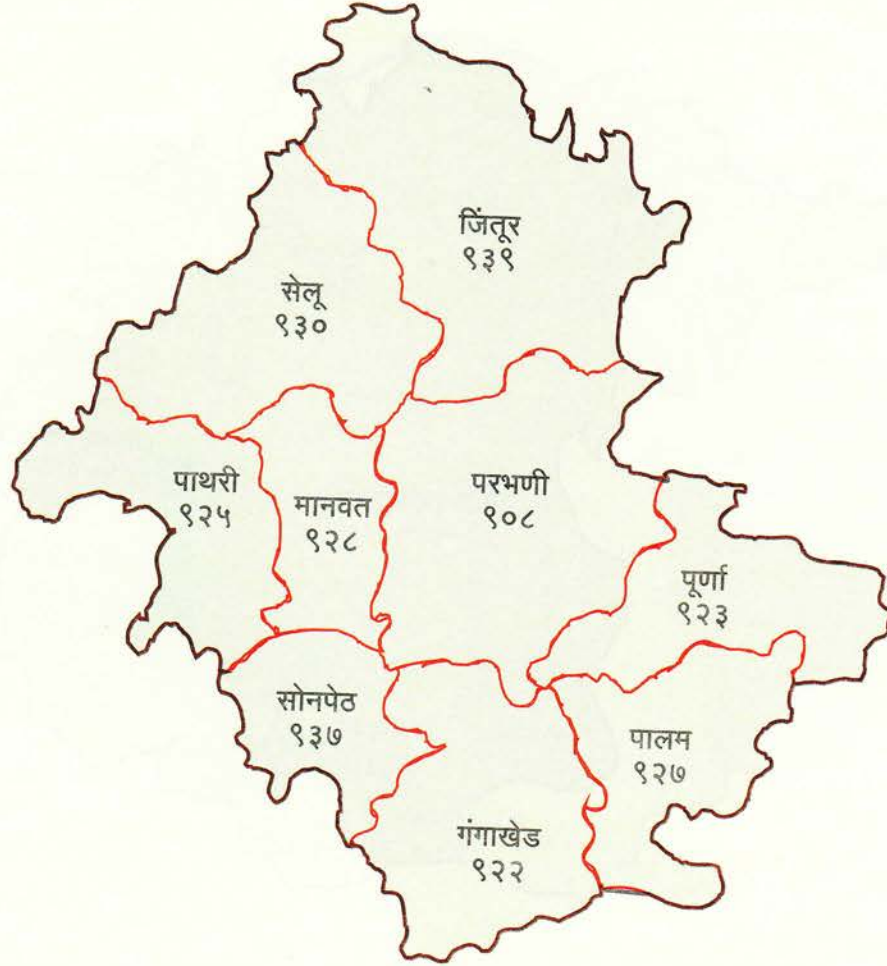 जिंतूर
९३९
सेलू
९३०
पाथरी
९२५
मानवत
९२८
परभणी
९०८
पूर्णा
९२३
सोनपेठ
९३७
पालम
९२७
गंगाखेड
९२२